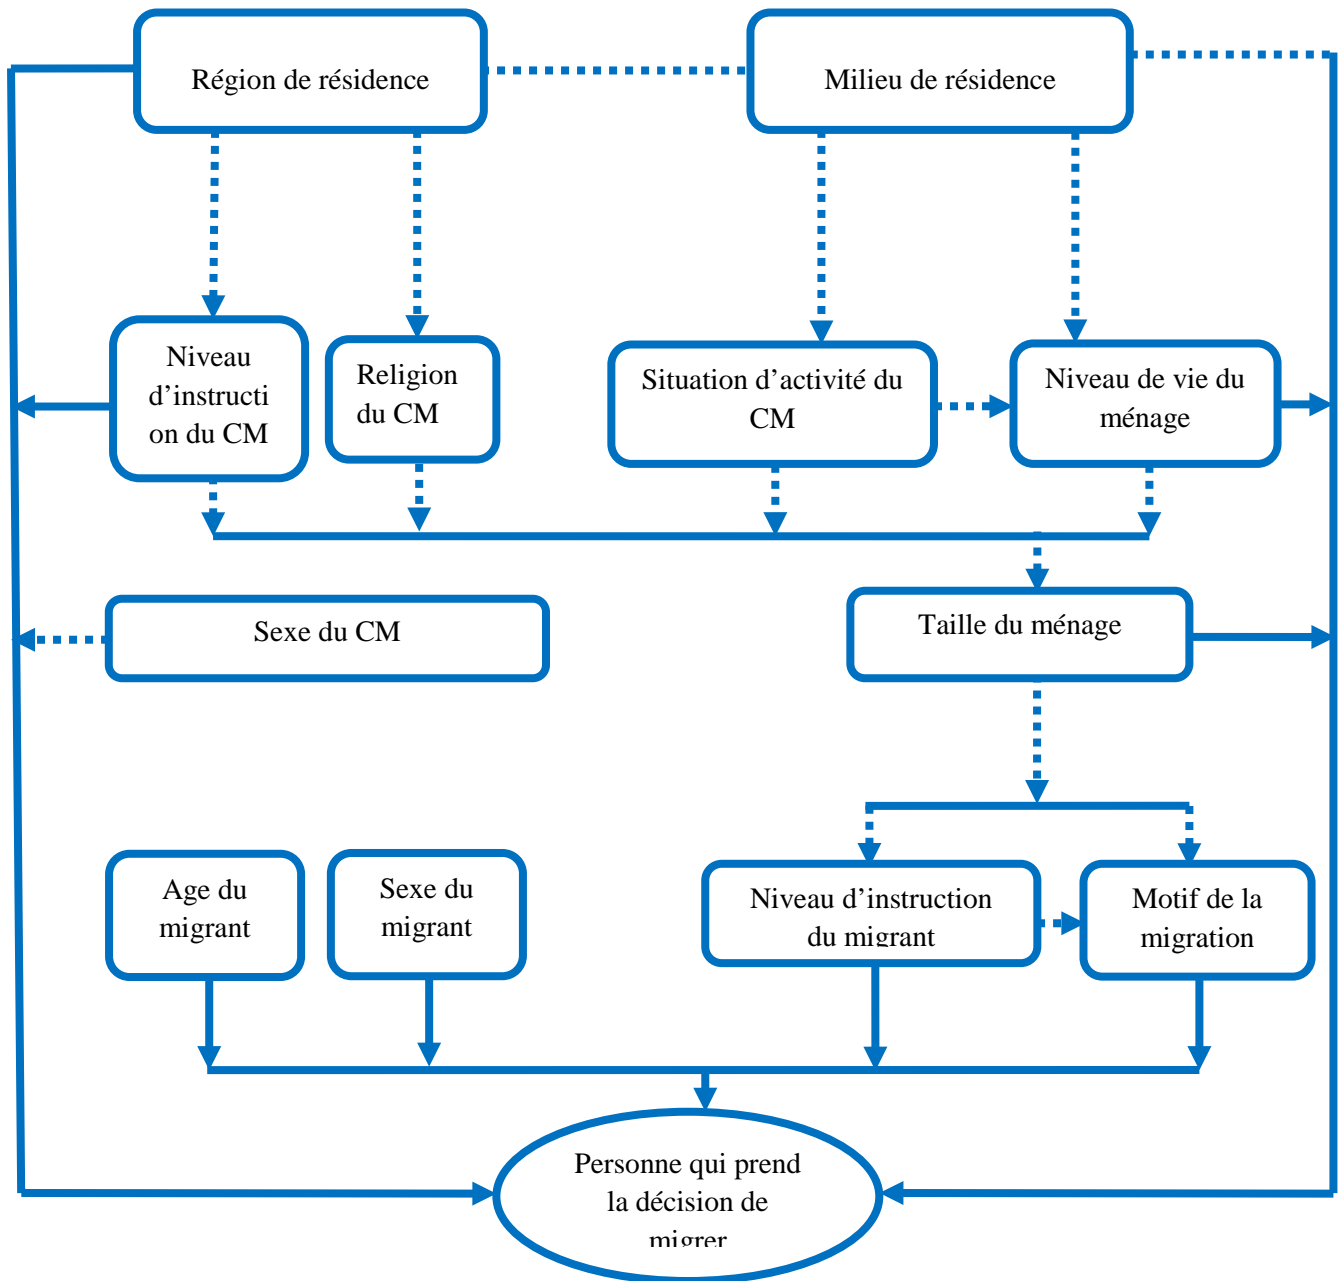 Région de résidence
Milieu de résidence
Niveau
d’instructi
on du CM
Religion
du CM
Situation d’activité du
CM
Niveau de vie du
ménage
Sexe du CM
Taille du ménage
Age du
migrant
Sexe du
migrant
Niveau d’instruction
du migrant
Motif de la
migration
Personne qui prend
la décision de
migrer